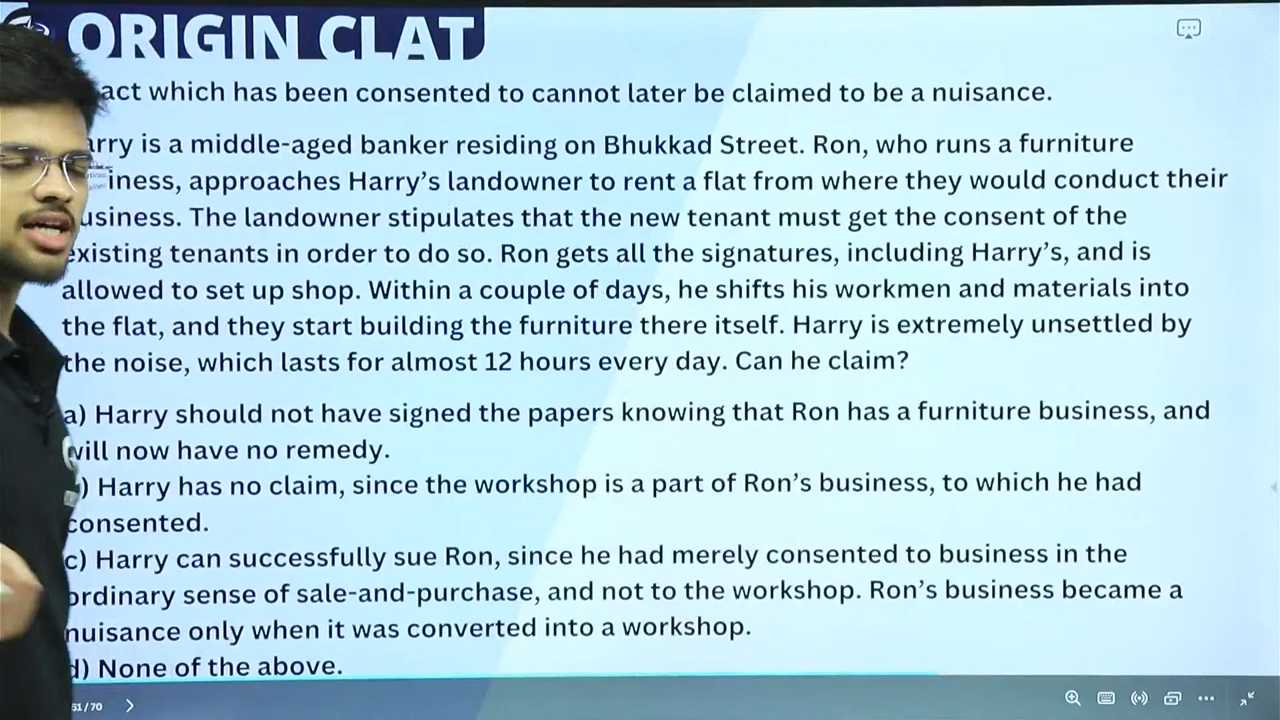 ORIGIN CLAT
act which has been consented to cannot later be claimed to be a nuisance.
arry is a middle-aged banker residing on Bhukkad Street. Ron, who runs a furniture
iness, approaches Harry's landowner to rent a flat from where they would conduct their
usiness. The landowner stipulates that the new tenant must get the consent of the
existing tenants in order to do so. Ron gets all the signatures, including Harry's, and is
allowed to set up shop. Within a couple of days, he shifts his workmen and materials into
the flat, and they start building the furniture there itself. Harry is extremely unsettled by
the noise, which lasts for almost 12 hours every day. Can he claim?
a) Harry should not have signed the papers knowing that Ron has a furniture business, and
will now have no remedy.
) Harry has no claim, since the workshop is a part of Ron's business, to which he had
consented.
c) Harry can successfully sue Ron, since he had merely consented to business in the
ordinary sense of sale-and-purchase, and not to the workshop. Ron's business became a
nuisance only when it was converted into a workshop.
d) None of the above.
51 / 70